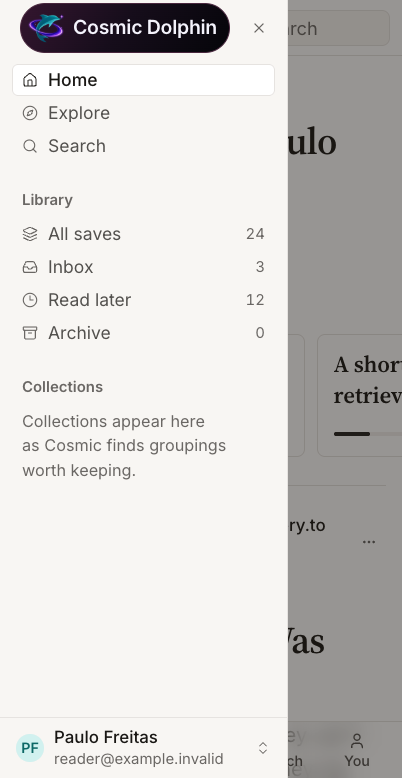 Cosmic Dolphin
Home
Explore
Search
Library
All saves 24
Inbox 3
Read later 12
Archive 0
Collections
Collections appear here
as Cosmic finds groupings
worth keeping.
Paulo Freitas
reader@example.invalid
PF
rch
ulo
A shor
retriev
ry.to
...
Was
ey
ch
You